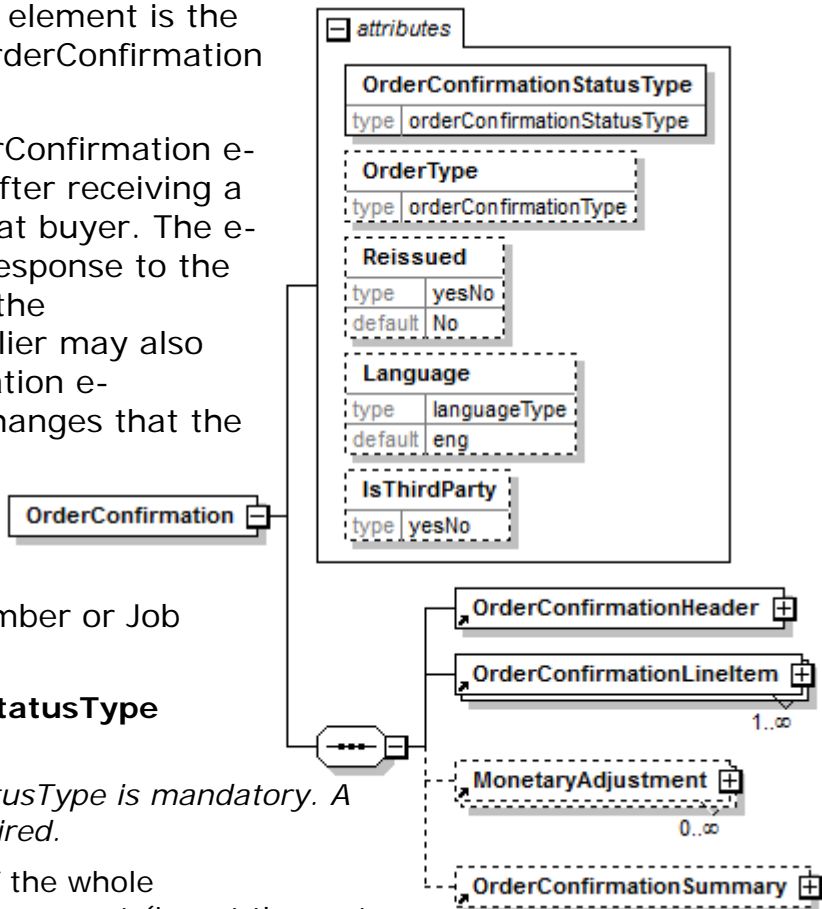 element is the
rderConfirmation
rConfirmation e-
fter receiving a
at buyer. The e-
esponse to the
the
lier may also
ation e-
hanges that the
mber or Job
tatusType
tusType is mandatory. A
ired.
the whole
attributes
OrderConfirmationStatusType
type orderConfirmationStatusType
OrderType
type orderConfirmationType
Reissued
type yesNo
default No
Language
type languageType
default eng
IsThirdParty
type yesNo
OrderConfirmation
OrderConfirmationHeader
OrderConfirmationLineItem
1..∞
MonetaryAdjustment
0..∞
OrderConfirmationSummary